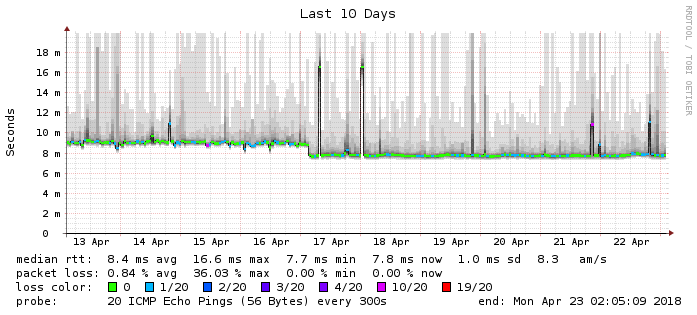 Last 10 Days
RRDTOOL / TOBI OETIKER
Seconds
18 m
16 m
14 m
12 m
10 m
8 m
6 m
4 m
2 m
0
13 Apr 14 Apr 15 Apr 16 Apr 17 Apr 18 Apr 19 Apr 20 Apr 21 Apr 22 Apr
median rtt: 8.4 ms avg 16.6 ms max 7.7 ms min 7.8 ms now 1.0 ms sd 8.3 am/s
packet loss: 0.84 % avg 36.03 % max 0.00 % min 0.00 % now
loss color: 0 1/20 2/20 3/20 4/20 10/20 19/20
probe: 20 ICMP Echo Pings (56 Bytes) every 300s end: Mon Apr 23 02:05:09 2018